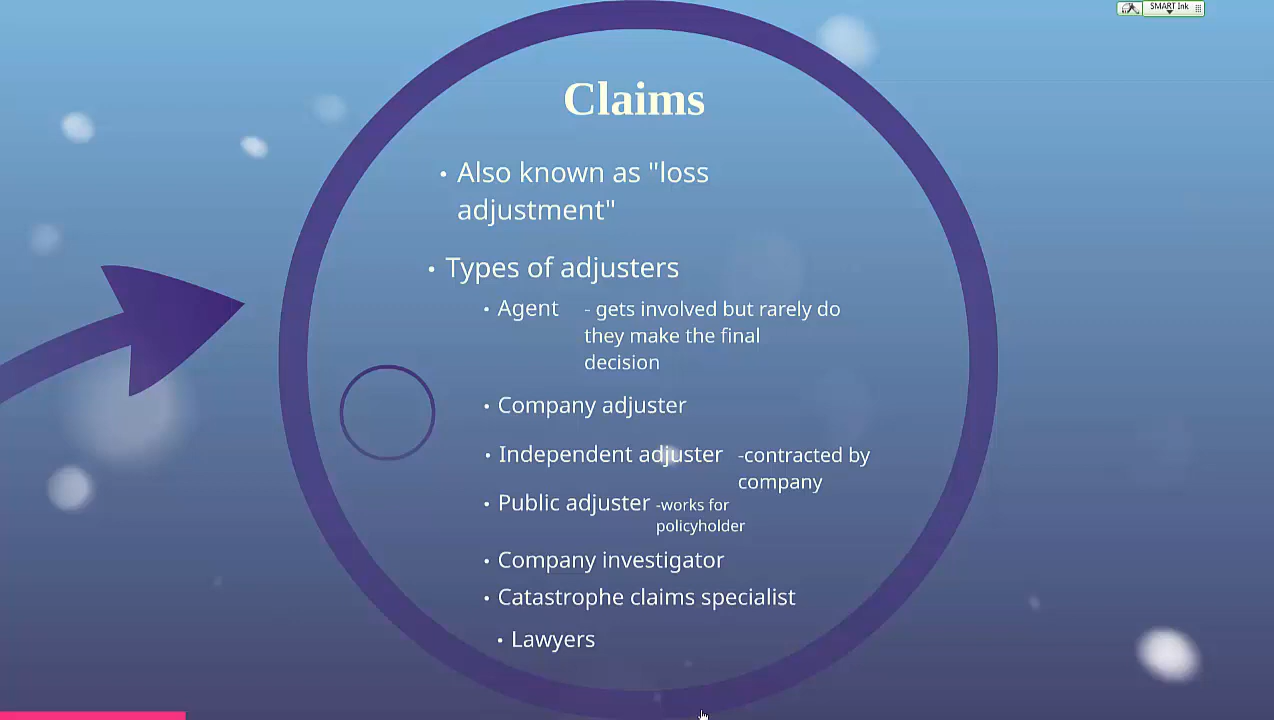 SMART Ink
Claims
• Also known as "loss
adjustment"
• Types of adjusters
• Agent - gets involved but rarely do
they make the final
decision
• Company adjuster
• Independent adjuster -contracted by
company
• Public adjuster -works for
policyholder
• Company investigator
• Catastrophe claims specialist
• Lawyers